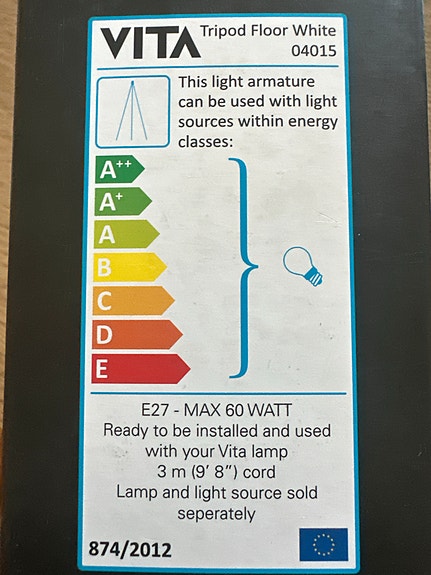 VITA Tripod Floor White
04015
This light armature
can be used with light
sources within energy
classes:
A++
A+
A
B
C
D
E
E27 - MAX 60 WATT
Ready to be installed and used
with your Vita lamp
3 m (9' 8") cord
Lamp and light source sold
seperately
874/2012